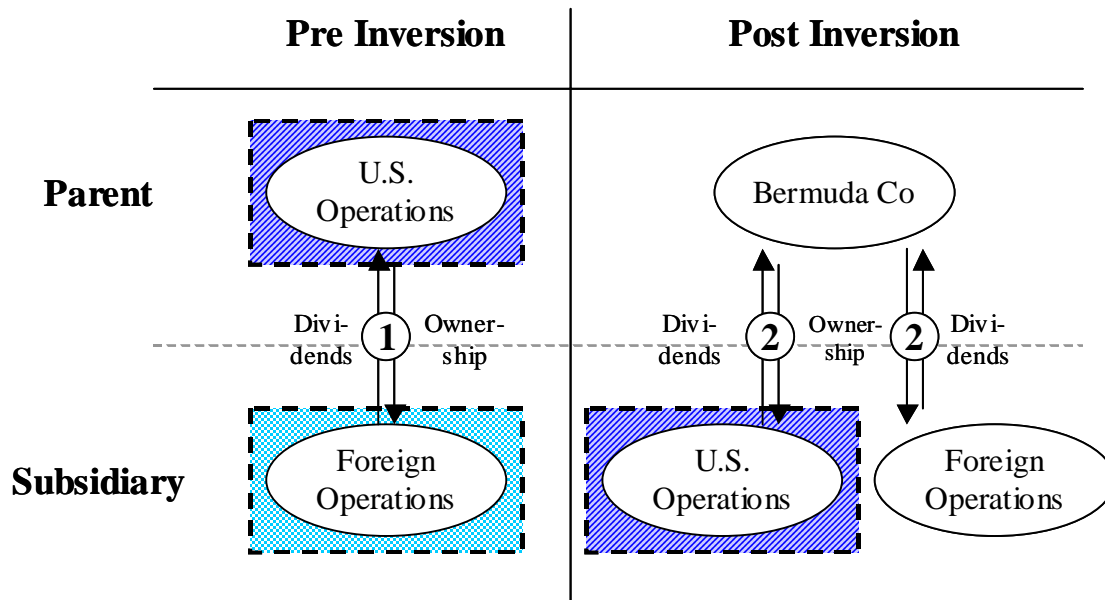 Pre Inversion
Post Inversion
Parent
U.S.
Operations
Bermuda Co
Divi-
dends
1
Owner-
ship
Divi-
dends
2
Owner-
ship
2
Divi-
dends
Subsidiary
Foreign
Operations
U.S.
Operations
Foreign
Operations